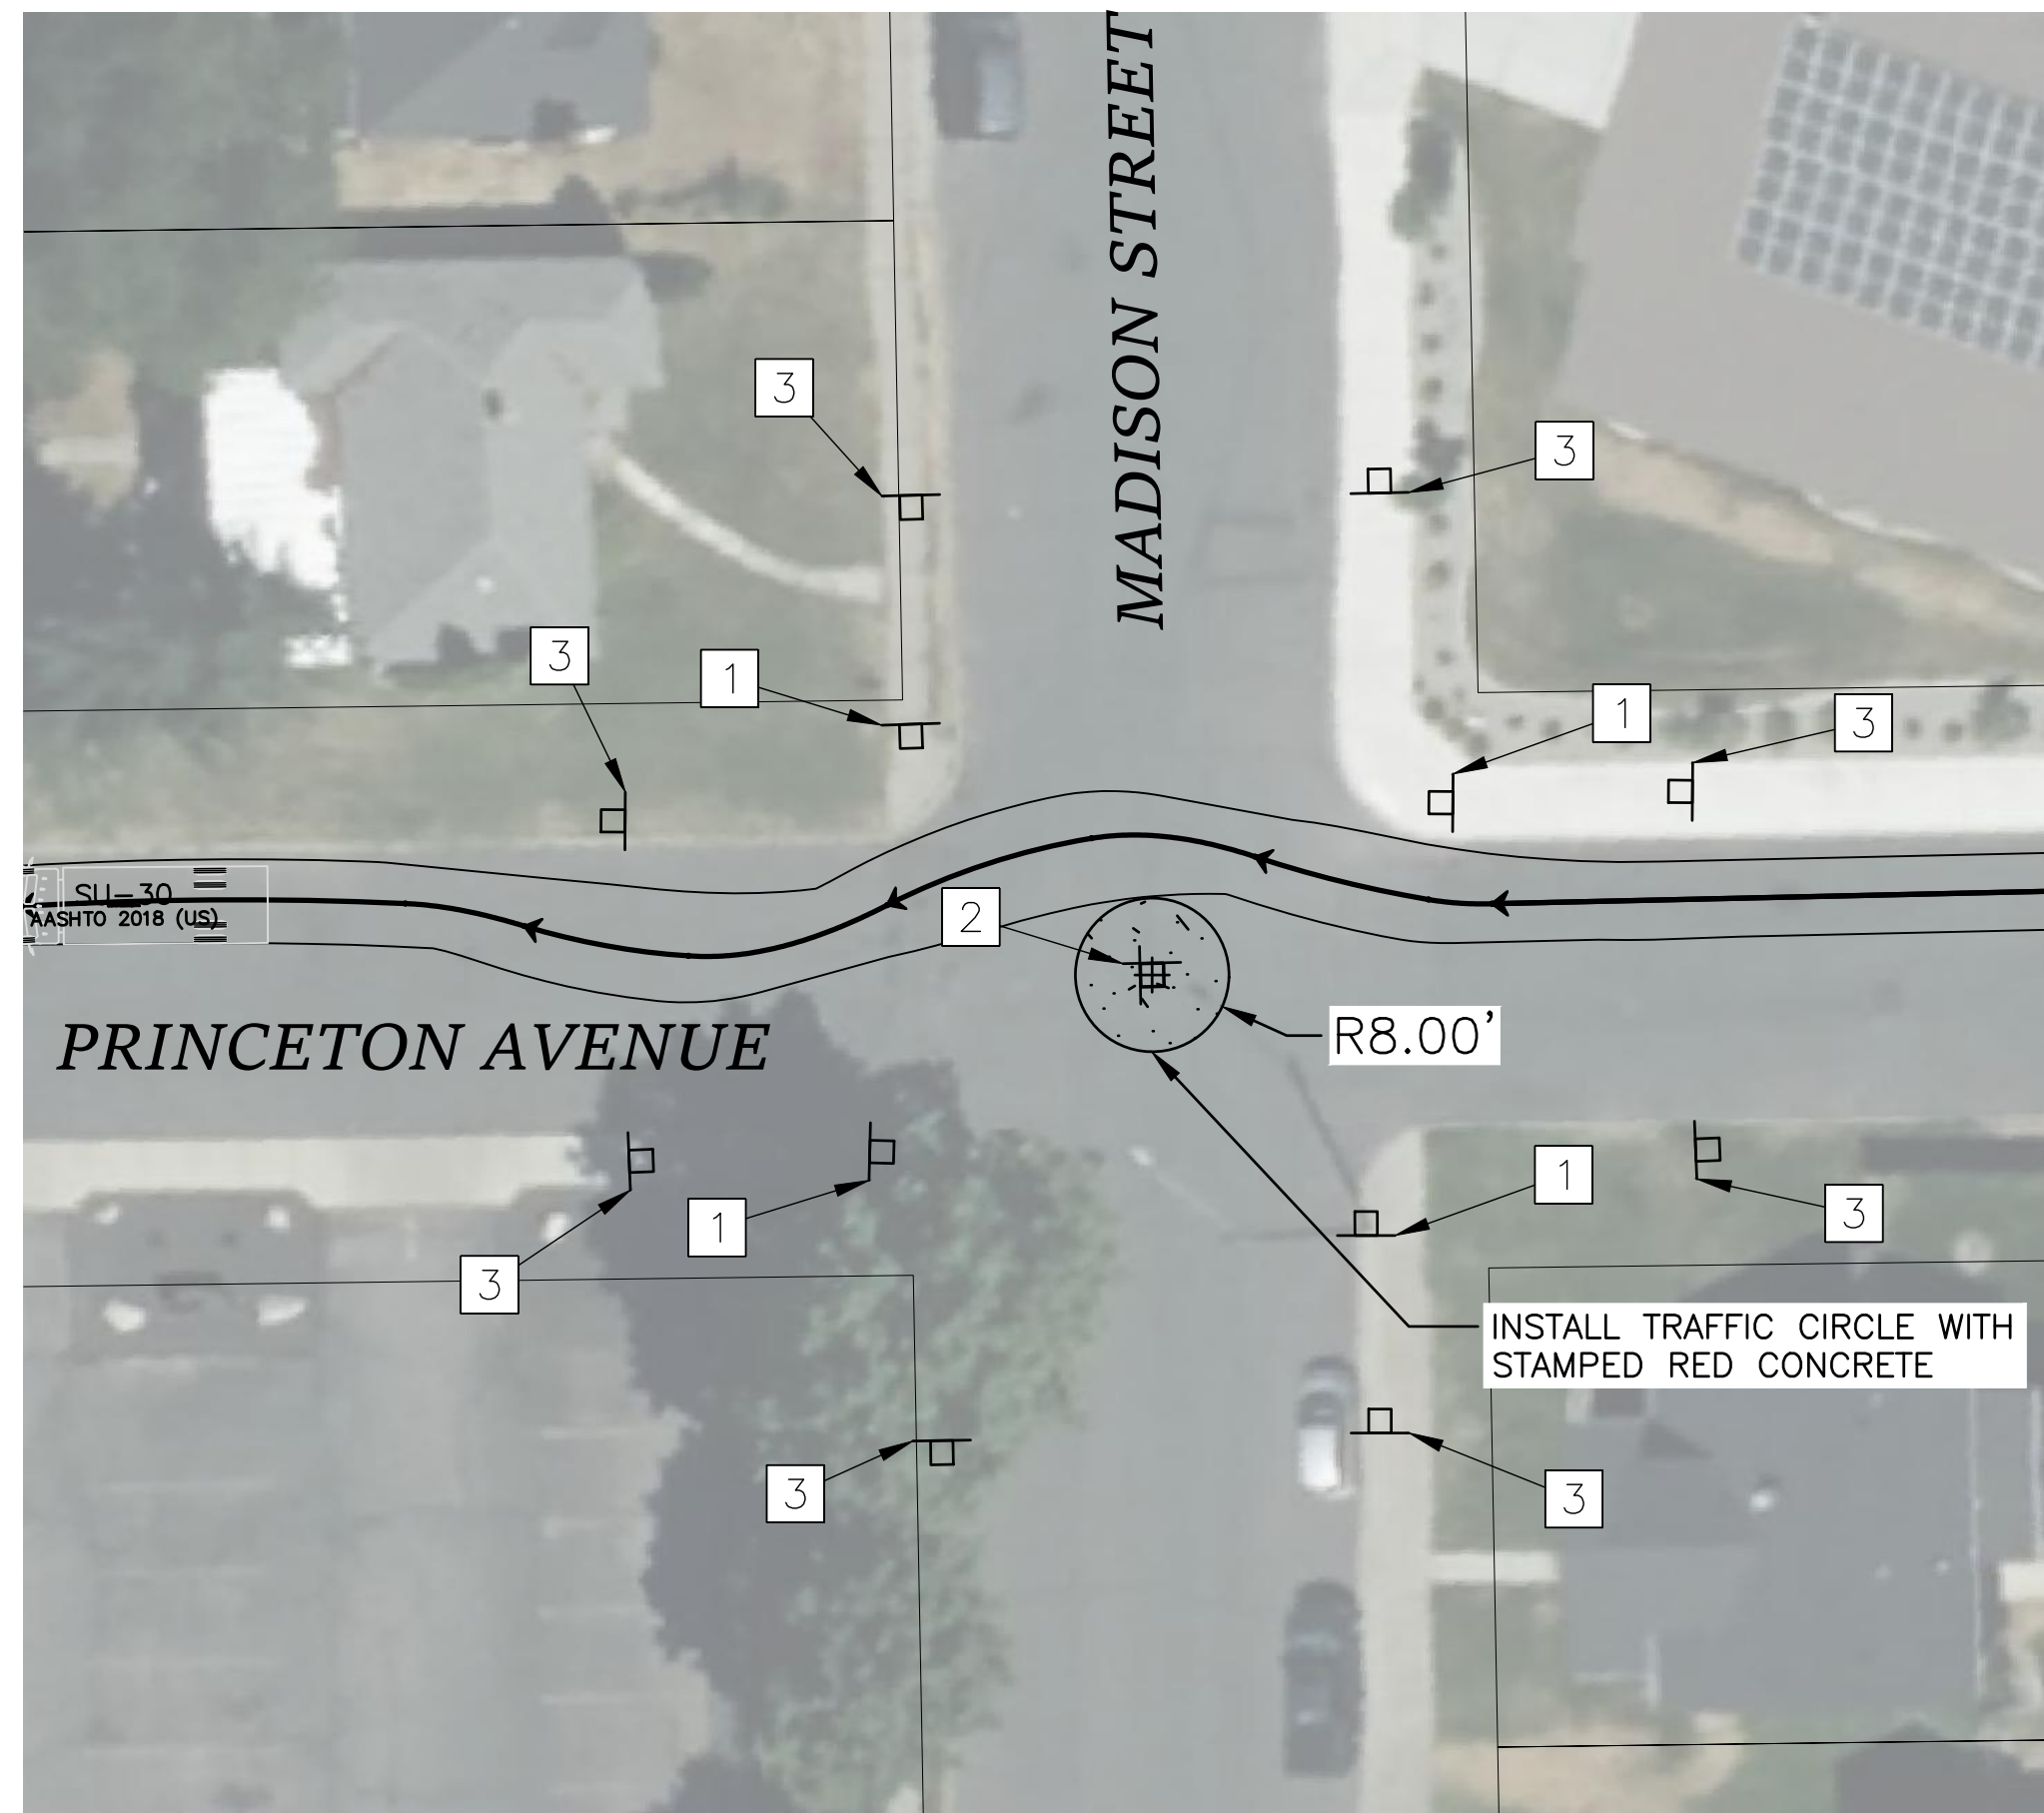 MADISON STREET
3
3
3
1
1
3
SU-30
AASHTO 2018 (US)
2
PRINCETON AVENUE
R8.00'
1
1
3
3
INSTALL TRAFFIC CIRCLE WITH
STAMPED RED CONCRETE
3
3